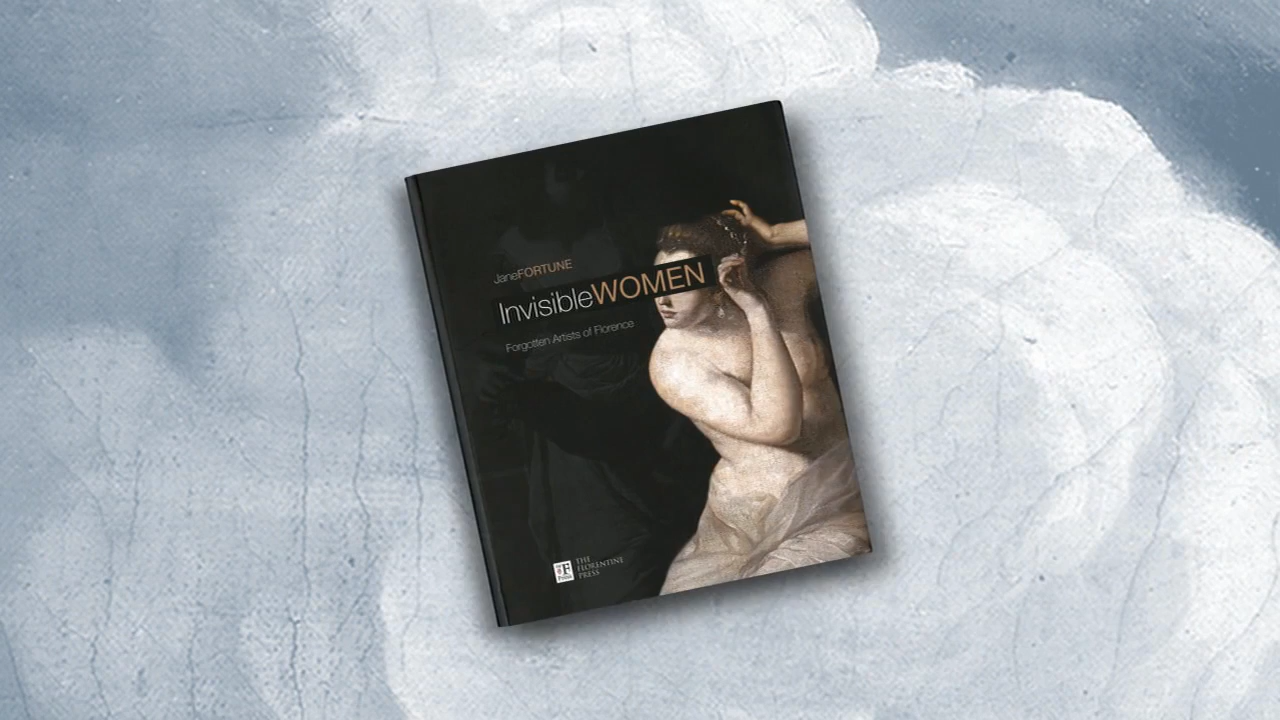 JaneFORTUNE
InvisibleWOMEN
Forgotten Artists of Florence
THE
FLORENTINE
PRESS